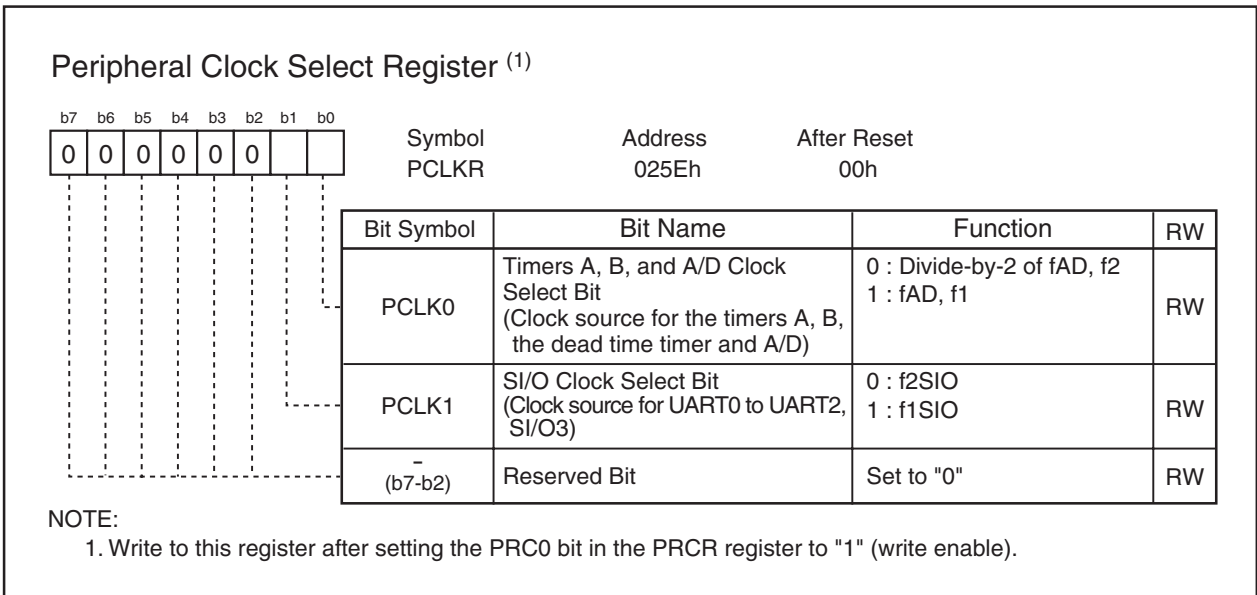 Peripheral Clock Select Register (1)
b7 b6 b5 b4 b3 b2 b1 b0
0 0 0 0 0 0
Symbol Address After Reset
PCLKR 025Eh 00h
Bit Symbol Bit Name Function RW
PCLK0
Timers A, B, and A/D Clock
Select Bit
(Clock source for the timers A, B,
the dead time timer and A/D)
0 : Divide-by-2 of fAD, f2
1 : fAD, f1
RW
PCLK1
SI/O Clock Select Bit
(Clock source for UART0 to UART2,
SI/O3)
0 : f2SIO
1 : f1SIO
RW
–
(b7-b2)
Reserved Bit
Set to "0"
RW
NOTE:
1. Write to this register after setting the PRC0 bit in the PRCR register to "1" (write enable).